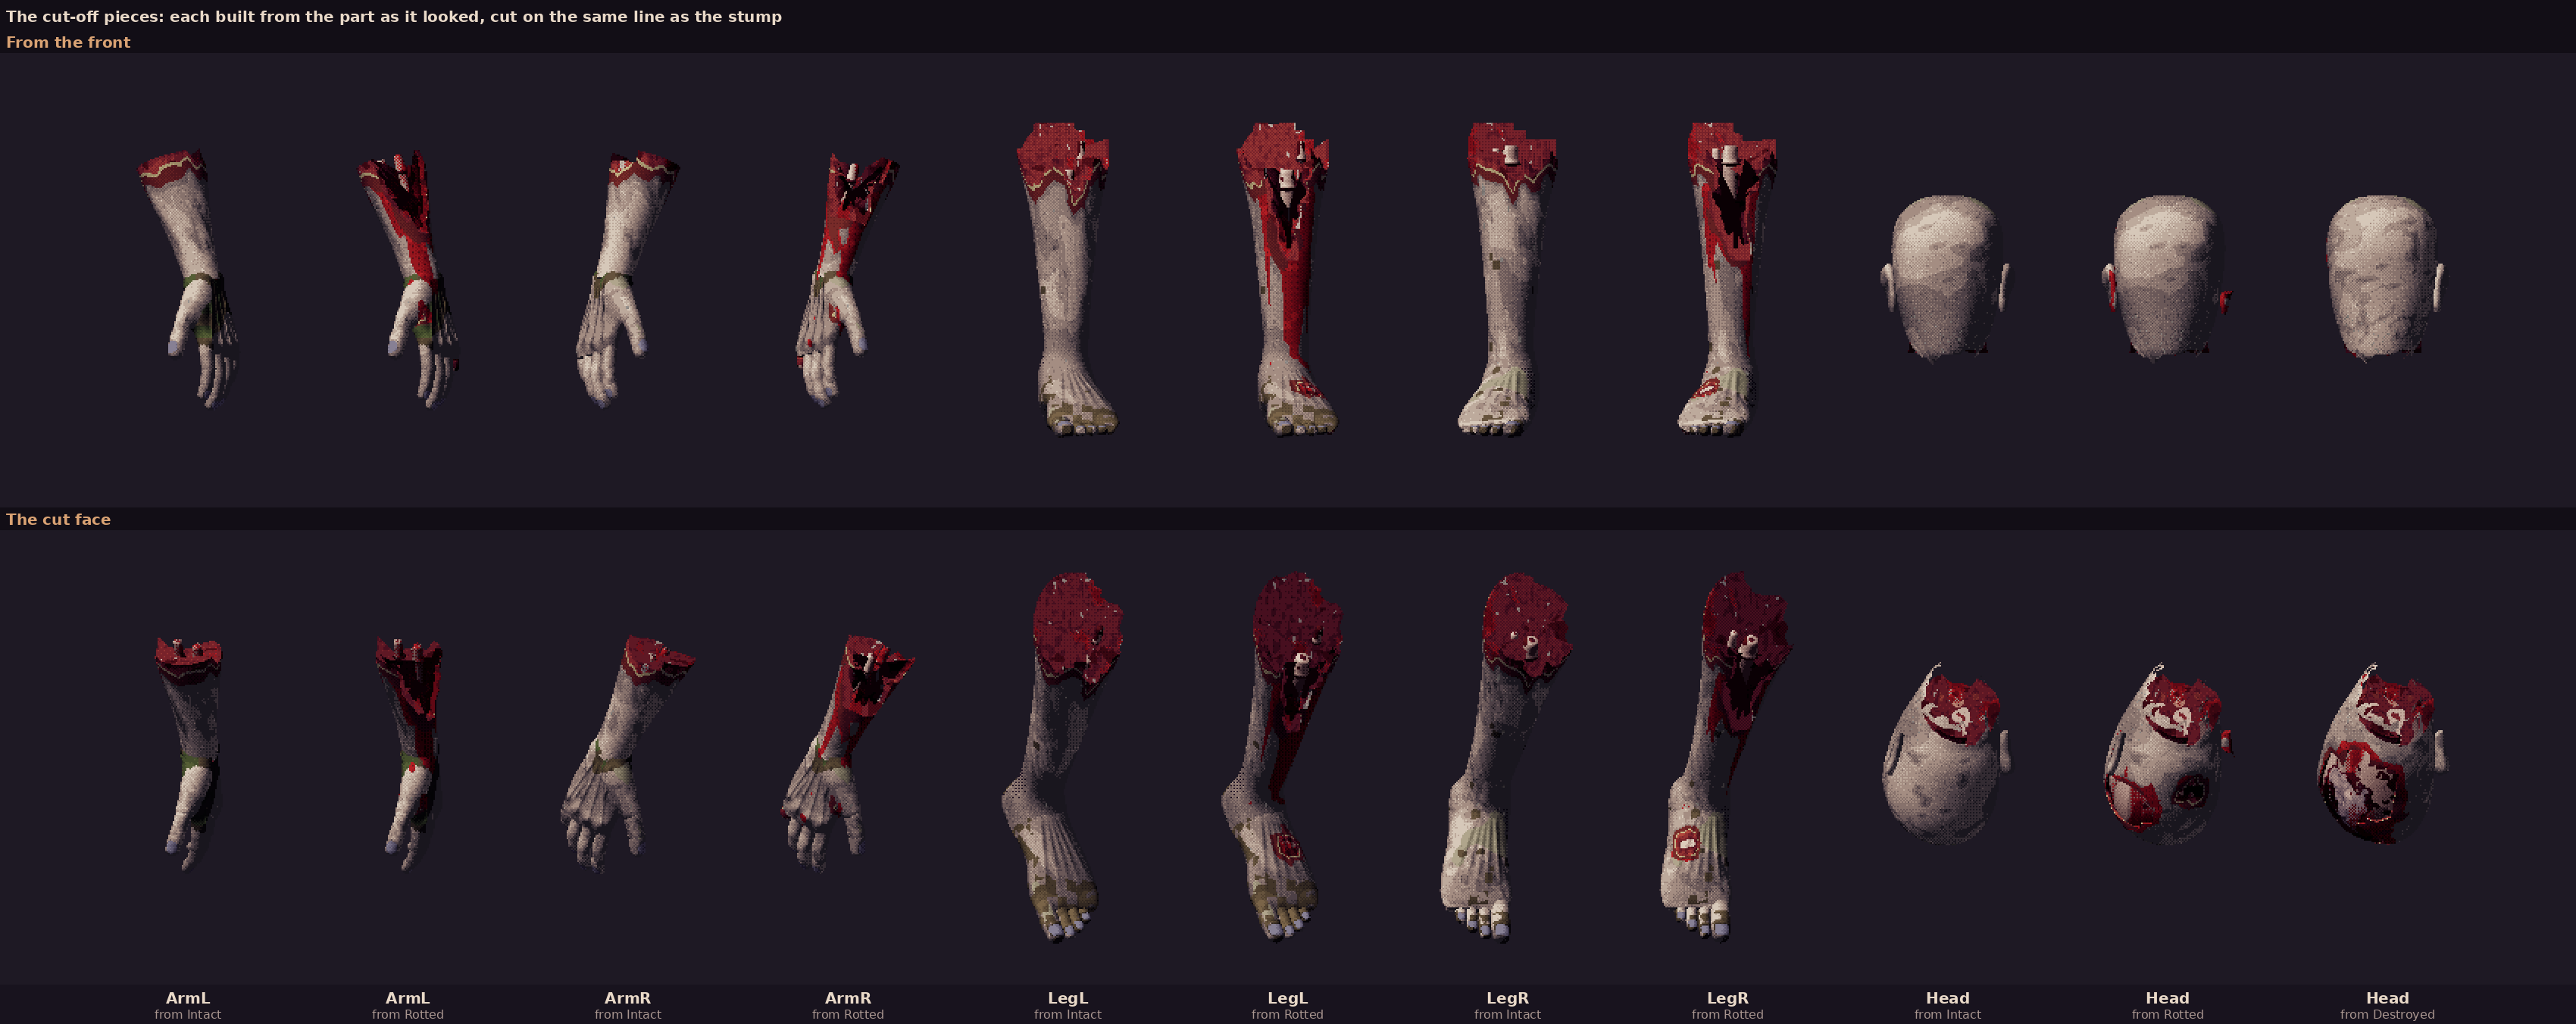 The cut-off pieces: each built from the part as it looked, cut on the same line as the stump
From the front
The cut face
ArmL ArmL ArmR ArmR LegL LegL LegR LegR Head Head Head
from Intact from Rotted from Intact from Rotted from Intact from Rotted from Intact from Rotted from Intact from Rotted from Destroyed